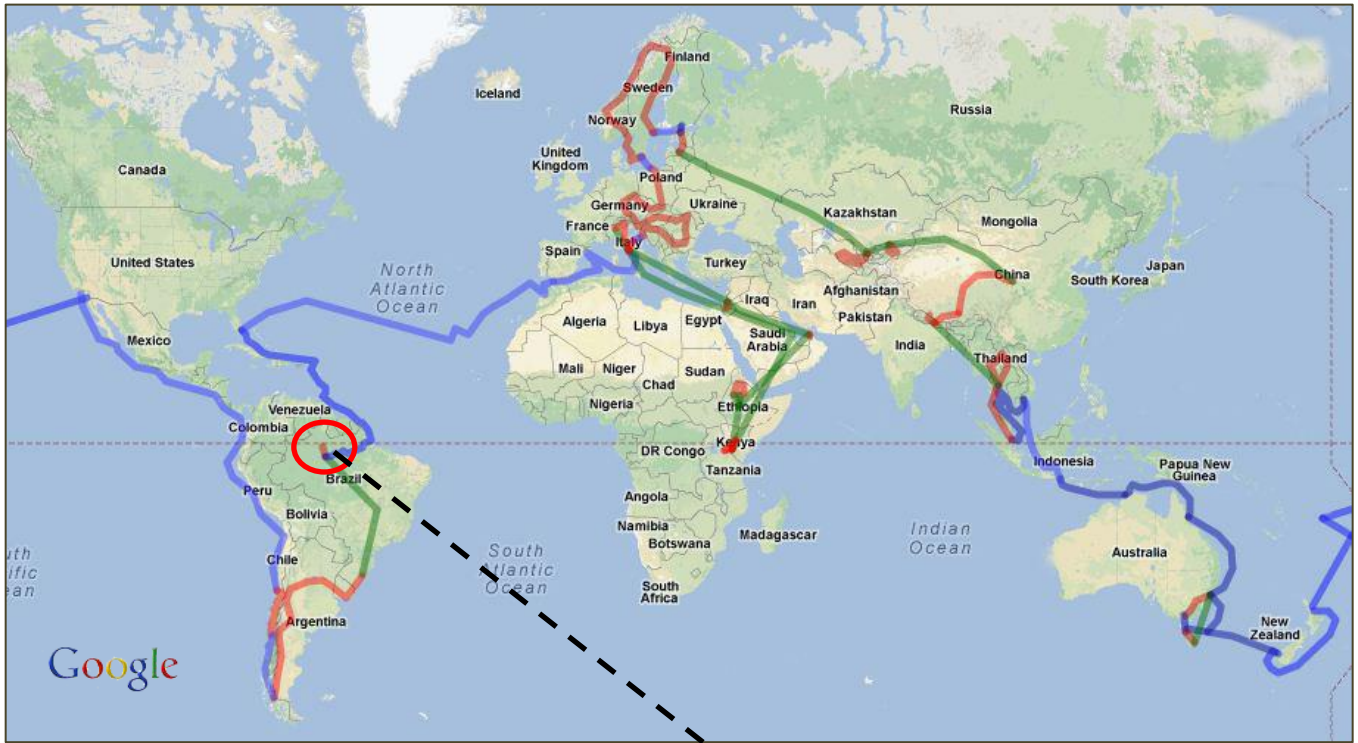 Finland
Iceland
Sweden
Russia
Norway
United
Kingdom
Canada
Poland
Germany
Ukraine
Kazakhstan
Mongolia
France
Italy
Spain
United States
North
Atlantic
Ocean
Turkey
China
South Korea
Japan
Iraq
Iran
Afghanistan
Pakistan
Algeria
Libya
Egypt
Saudi
Arabia
Mexico
India
Thailand
Mali
Niger
Sudan
Chad
Nigeria
Ethiopia
Venezuela
Colombia
Kenya
DR Congo
Tanzania
Indonesia
Papua New
Guinea
Brazil
Peru
Angola
Bolivia
Namibia
Botswana
Madagascar
Indian
Ocean
Australia
uth
ific
ean
Chile
South
Atlantic
Ocean
South
Africa
Argentina
New
Zealand
Google